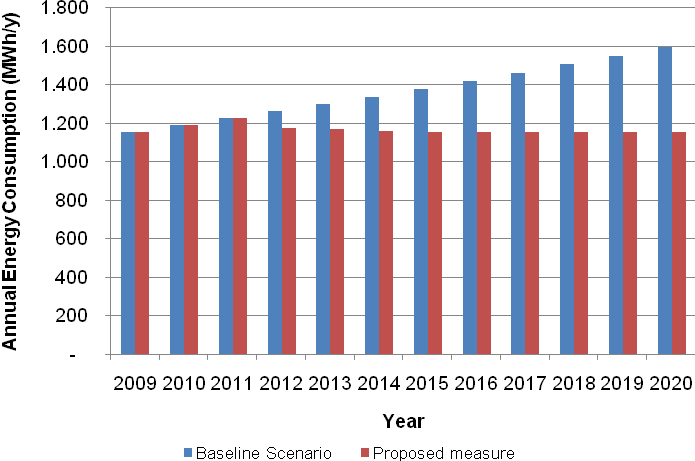 Annual Energy Consumption (MWh/y)
1.800
1.600
1.400
1.200
1.000
800
600
400
200
-
2009 2010 2011 2012 2013 2014 2015 2016 2017 2018 2019 2020
Year
Baseline Scenario Proposed measure